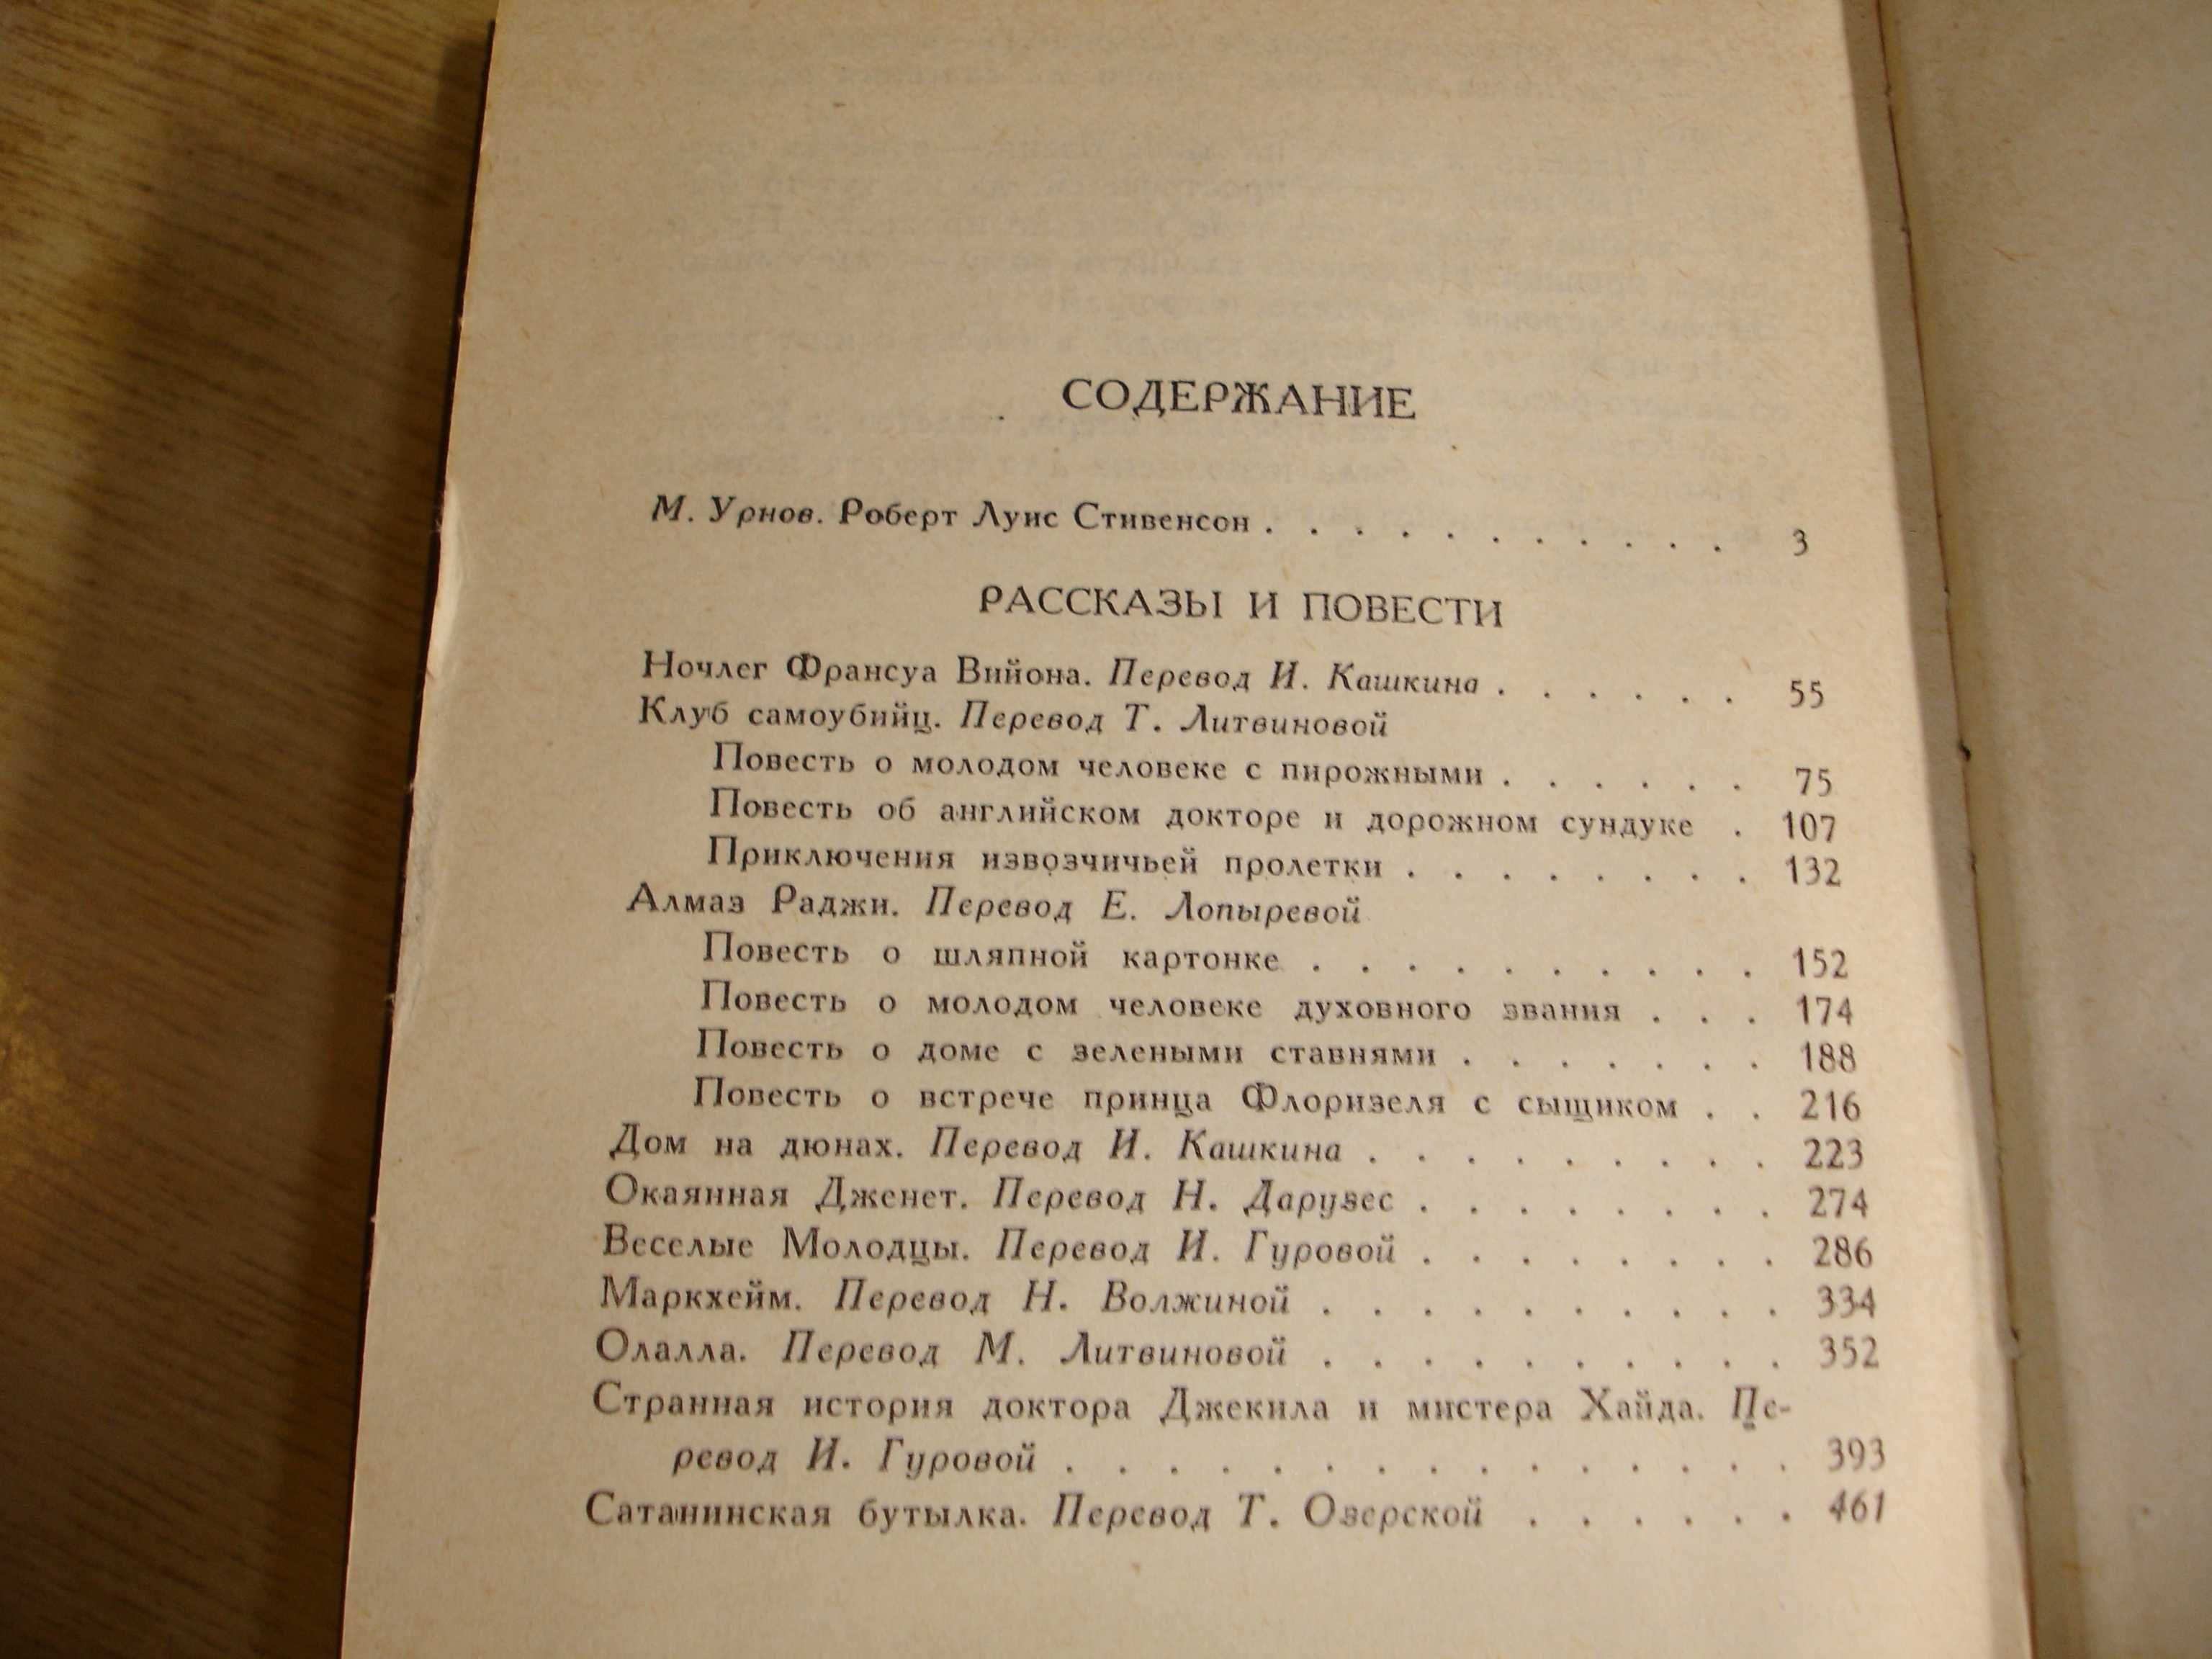 СОДЕРЖАНИЕ
М. Урнов. Роберт Луис Стивенсон . . . . . . . . . . . 3
РАССКАЗЫ И ПОВЕСТИ
Ночлег Франсуа Вийона. Перевод И. Кашкина . . . . . . 55
Клуб самоубийц. Перевод Т. Литвиновой
Повесть о молодом человеке с пирожными . . . . . . 75
Повесть об английском докторе и дорожном сундуке . 107
Приключения извозчичьей пролетки . . . . . . . . 132
Алмаз Раджи. Перевод Е. Лопыревой
Повесть о шляпной картонке . . . . . . . . . . 152
Повесть о молодом человеке духовного звания . . . 174
Повесть о доме с зелеными ставнями . . . . . . . 188
Повесть о встрече принца Флоризеля с сыщиком . . 216
Дом на дюнах. Перевод И. Кашкина . . . . . . . . . 223
Окаянная Дженет. Перевод Н. Дарузес . . . . . . . . 274
Веселые Молодцы. Перевод И. Гуровой . . . . . . . . 286
Маркхейм. Перевод Н. Волжиной . . . . . . . . . . 334
Олалла. Перевод М. Литвиновой . . . . . . . . . . 352
Странная история доктора Джекила и мистера Хайда. Пе-
ревод И. Гуровой . . . . . . . . . . . . . . . 393
Сатанинская бутылка. Перевод Т. Озерской . . . . . . 461